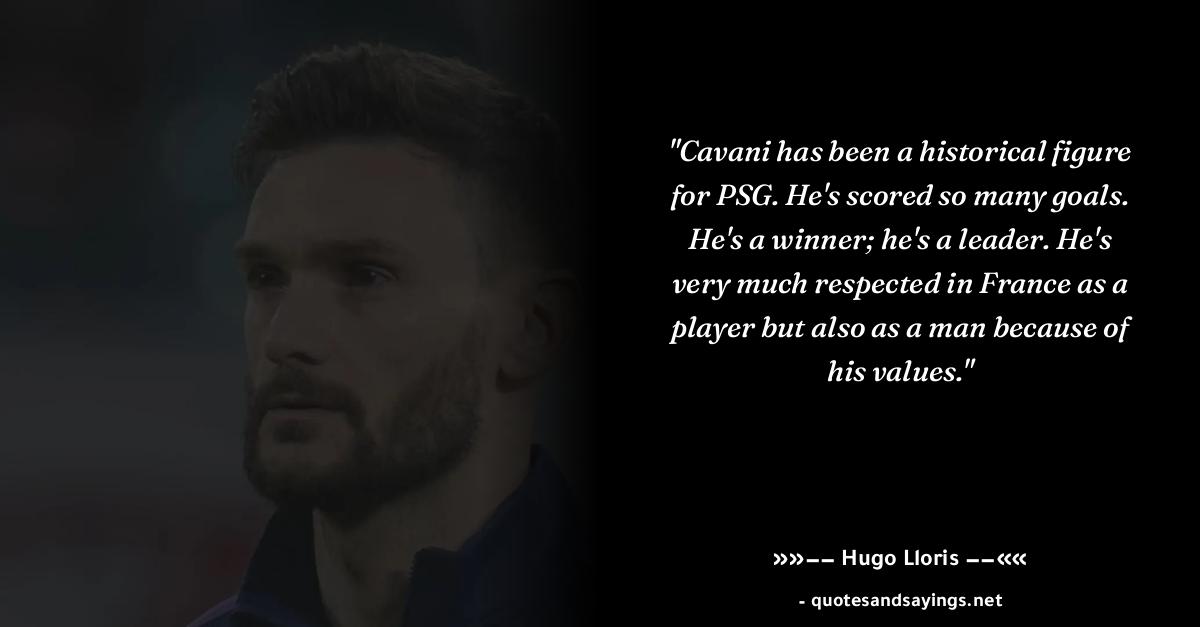 "Cavani has been a historical figure
for PSG. He's scored so many goals.
He's a winner; he's a leader. He's
very much respected in France as a
player but also as a man because of
his values."
»»–– Hugo Lloris ––««
- quotesandsayings.net